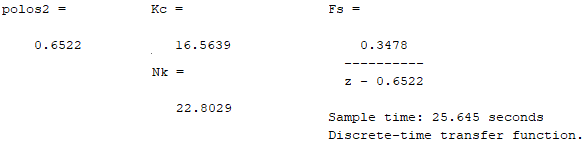 polos2 =
0.6522
Kc =
16.5639
Nk =
22.8029
Fs =
0.3478
----------
z - 0.6522
Sample time: 25.645 seconds
Discrete-time transfer function.